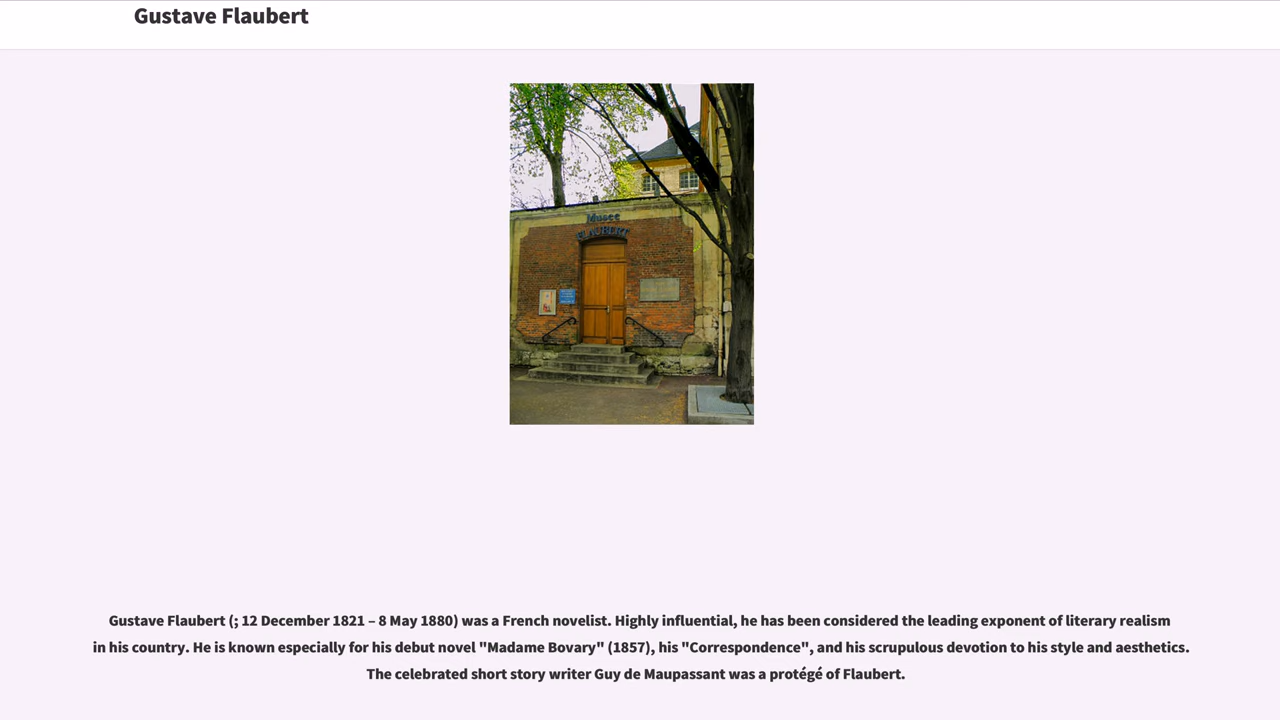 Gustave Flaubert
Musée
FLAUBERT
Gustave Flaubert (; 12 December 1821 – 8 May 1880) was a French novelist. Highly influential, he has been considered the leading exponent of literary realism
in his country. He is known especially for his debut novel "Madame Bovary" (1857), his "Correspondence", and his scrupulous devotion to his style and aesthetics.
The celebrated short story writer Guy de Maupassant was a protégé of Flaubert.